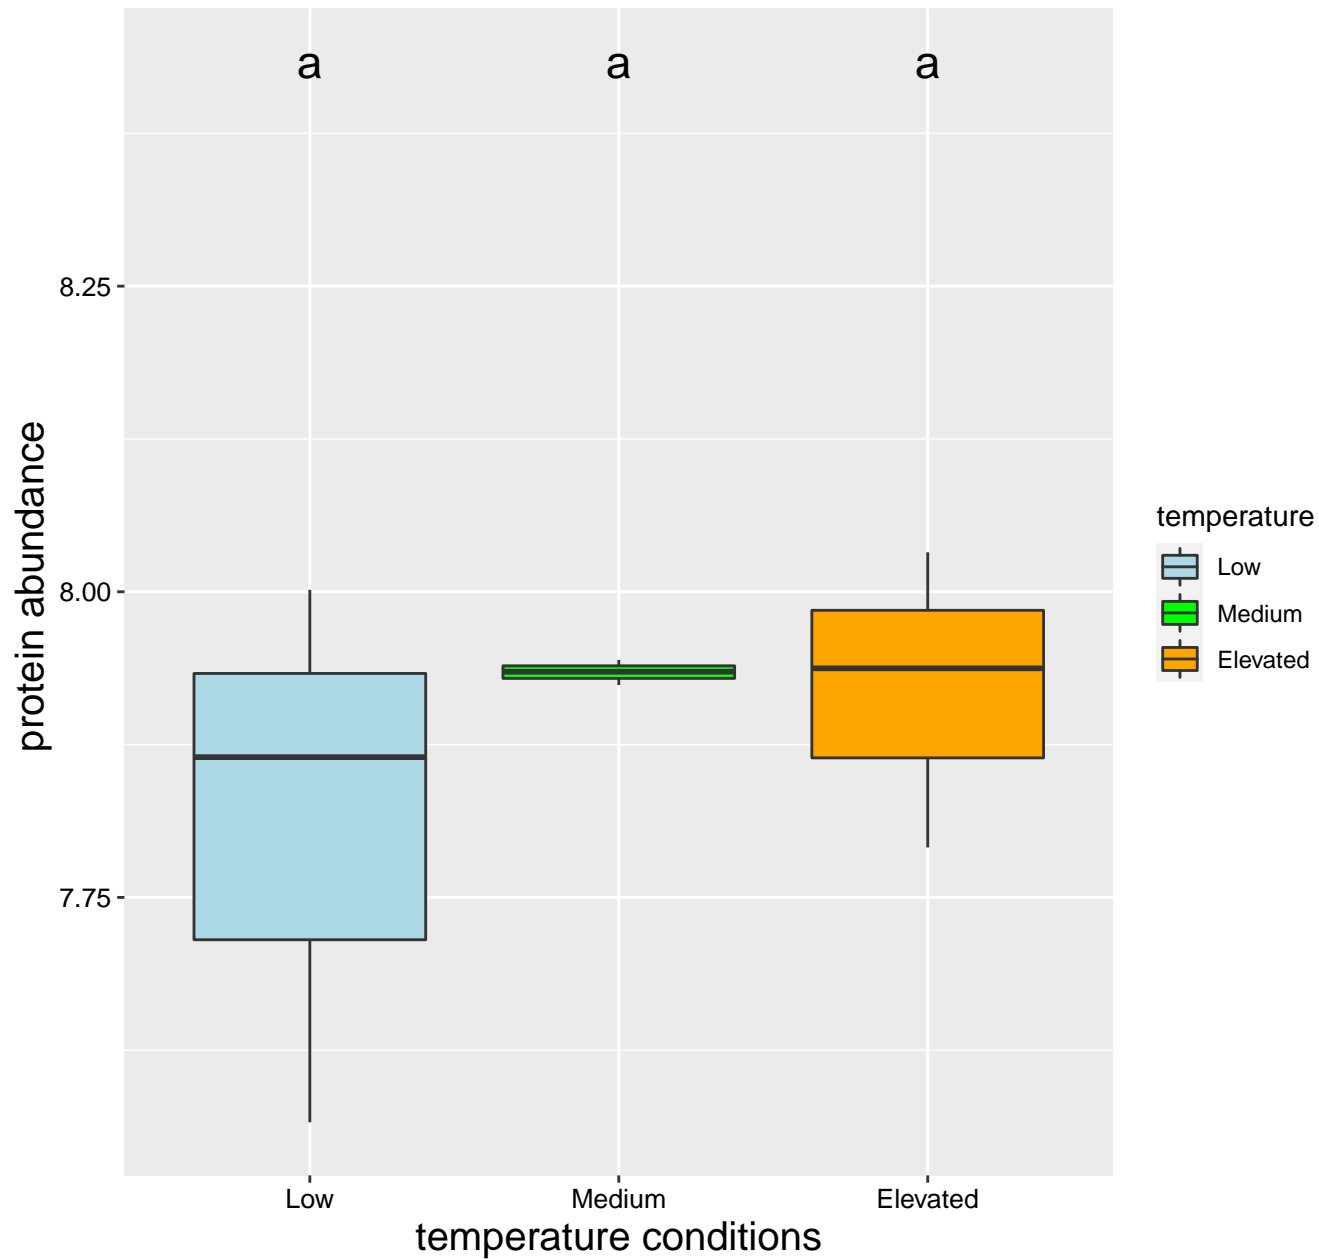 a a a
8.25
8.00
7.75
protein abundance
Low Medium Elevated
temperature conditions
temperature
Low
Medium
Elevated